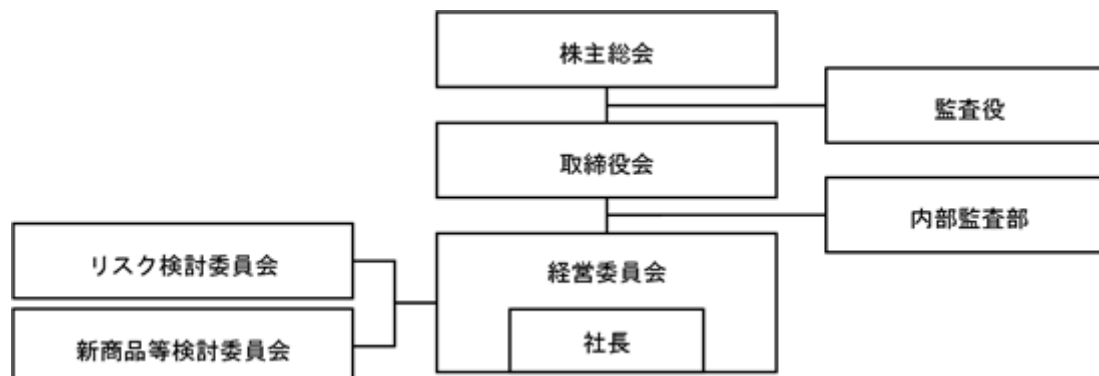 株主総会
監査役
取締役会
内部監査部
リスク検討委員会
経営委員会
社長
新商品等検討委員会